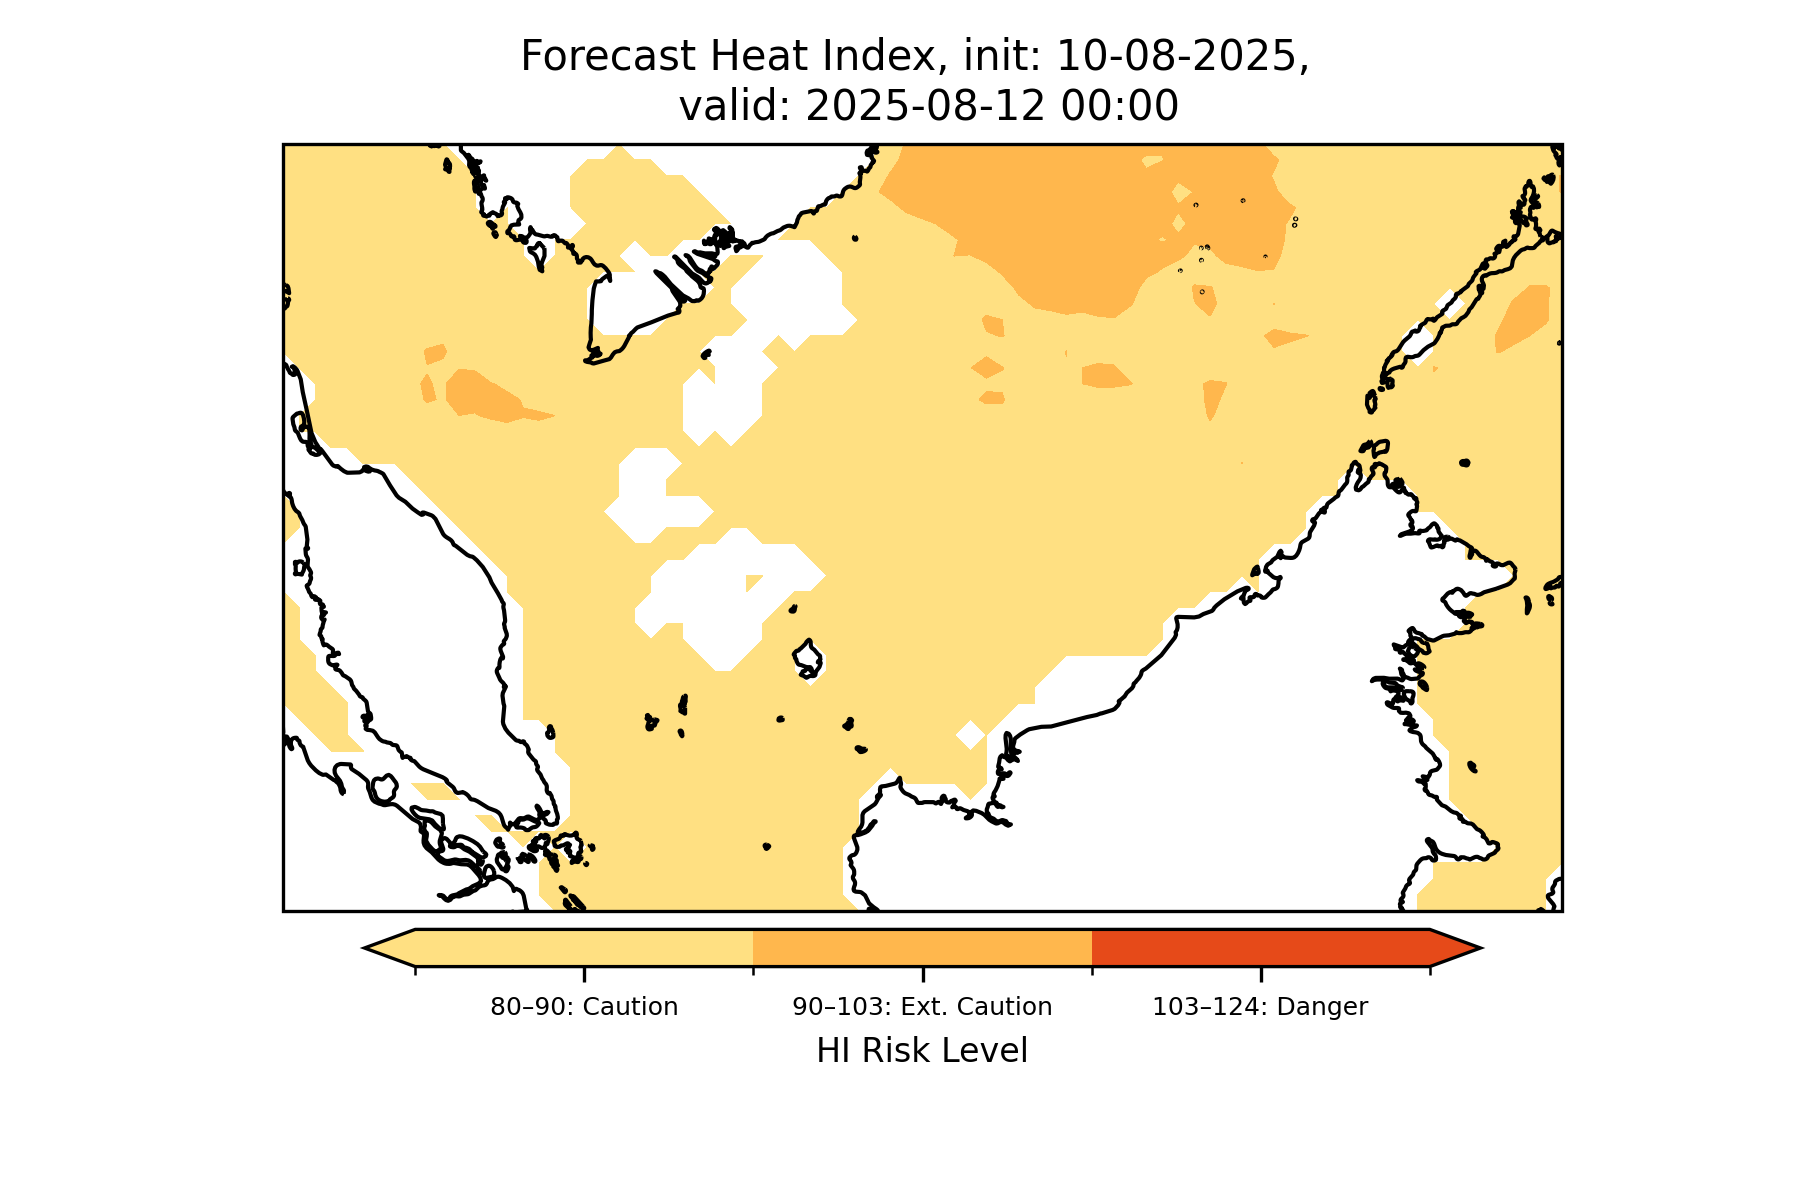 Forecast Heat Index, init: 10-08-2025,
valid: 2025-08-12 00:00
80–90: Caution
90–103: Ext. Caution
103–124: Danger
HI Risk Level